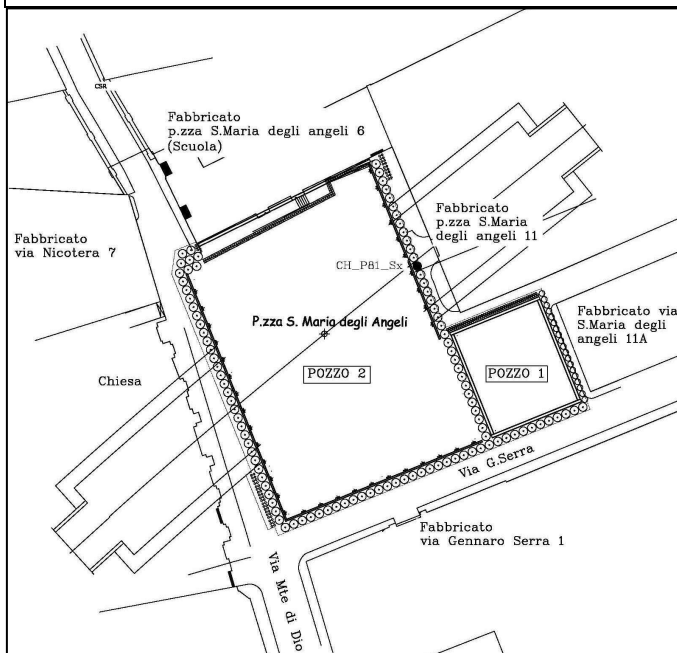 CSR
Fabbricato
p.zza S.Maria degli angeli 6
(Scuola)
Fabbricato
via Nicotera 7
Fabbricato
p.zza S.Maria
degli angeli 11
CH_P81_Sx
P.zza S. Maria degli Angeli
Fabbricato via
S.Maria degli
angeli 11A
Chiesa
POZZO 2
POZZO 1
Via G.Serra
Fabbricato
via Gennaro Serra 1
Via Mte di Dio